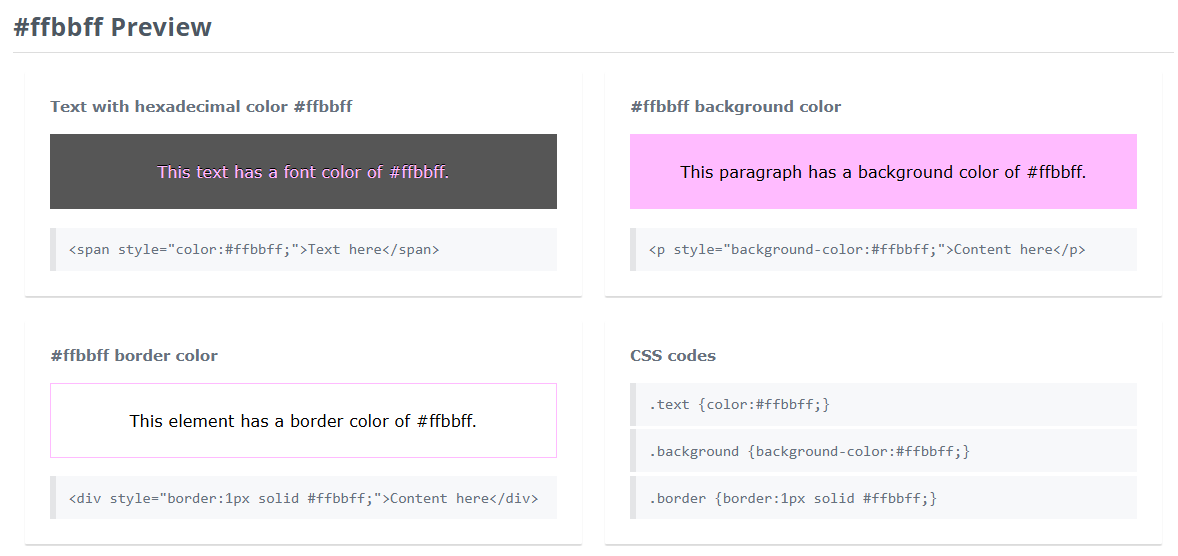 #ffbbff Preview
Text with hexadecimal color #ffbbff
This text has a font color of #ffbbff.
<span style="color:#ffbbff;">Text here</span>
#ffbbff background color
This paragraph has a background color of #ffbbff.
<p style="background-color:#ffbbff;">Content here</p>
#ffbbff border color
This element has a border color of #ffbbff.
<div style="border:1px solid #ffbbff;">Content here</div>
CSS codes
.text {color:#ffbbff;}
.background {background-color:#ffbbff;}
.border {border:1px solid #ffbbff;}